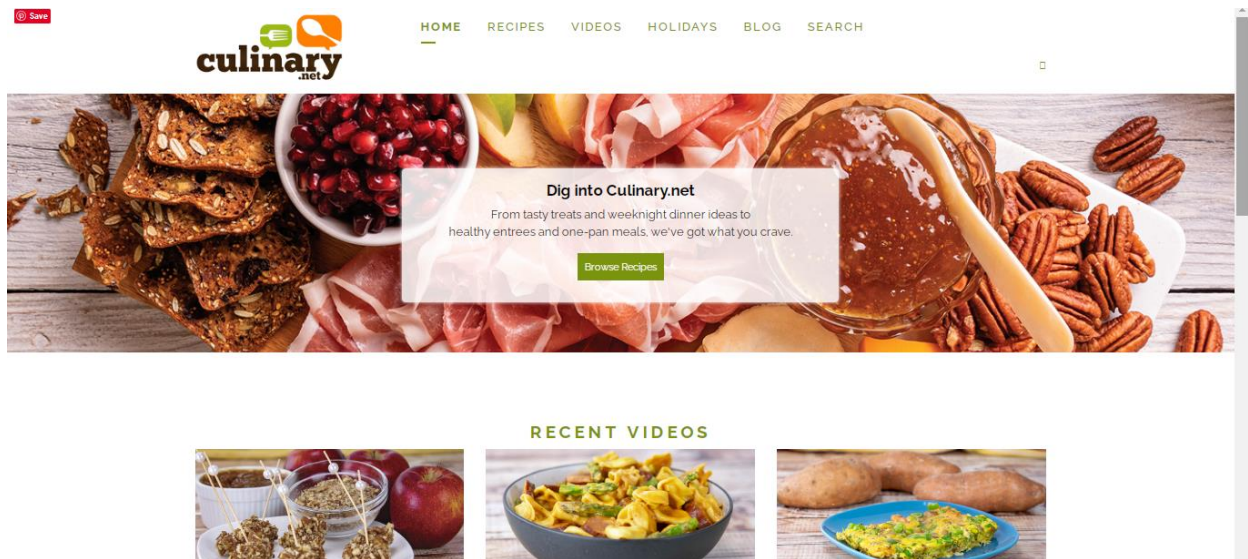 Save
culinary
.net
HOME RECIPES VIDEOS HOLIDAYS BLOG SEARCH
Dig into Culinary.net
From tasty treats and weeknight dinner ideas to
healthy entrees and one-pan meals, we've got what you crave.
Browse Recipes
RECENT VIDEOS